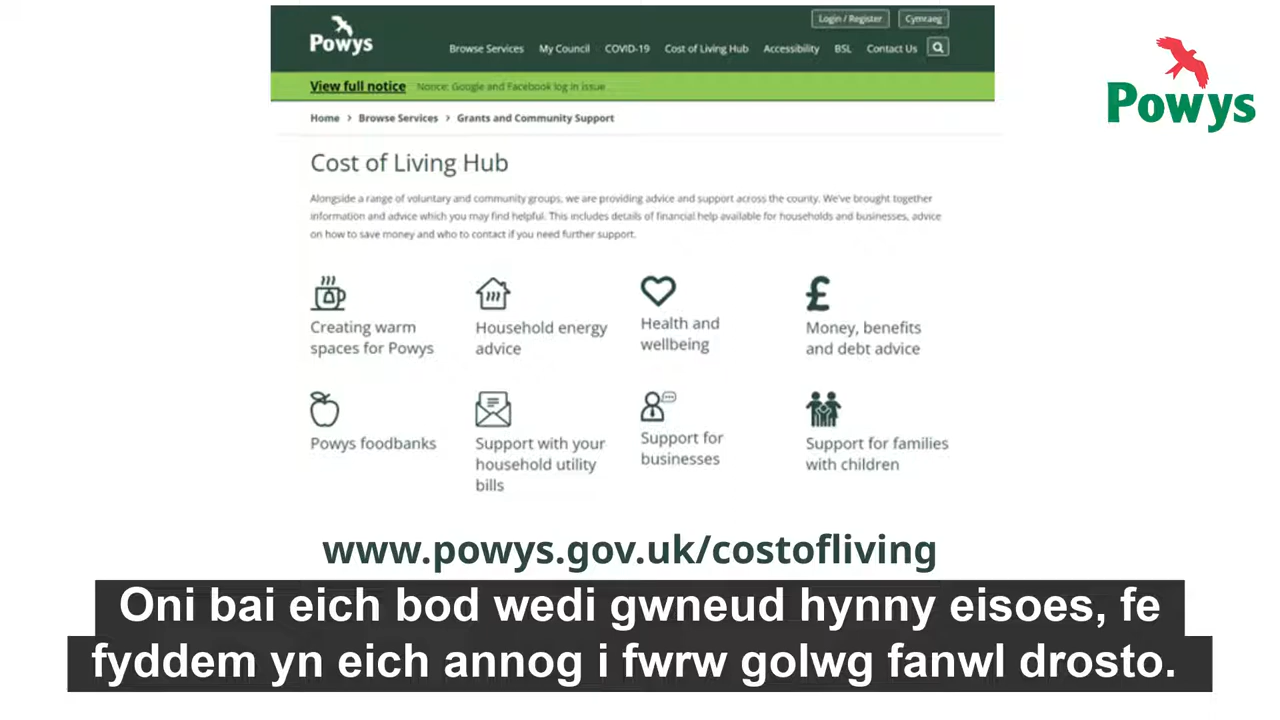 Login / Register Cymraeg
Powys
Browse Services My Council COVID-19 Cost of Living Hub Accessibility BSL Contact Us
View full notice Notice: Google and Facebook log in issue
Powys
Home > Browse Services > Grants and Community Support
Cost of Living Hub
Alongside a range of voluntary and community groups, we are providing advice and support across the county. We've brought together
information and advice which you may find helpful. This includes details of financial help available for households and businesses, advice
on how to save money and who to contact if you need further support.
Creating warm
spaces for Powys
Household energy
advice
Health and
wellbeing
Money, benefits
and debt advice
Powys foodbanks
Support with your
household utility
bills
Support for
businesses
Support for families
with children
www.powys.gov.uk/costofliving
Oni bai eich bod wedi gwneud hynny eisoes, fe
fyddem yn eich annog i fwrw golwg fanwl drosto.